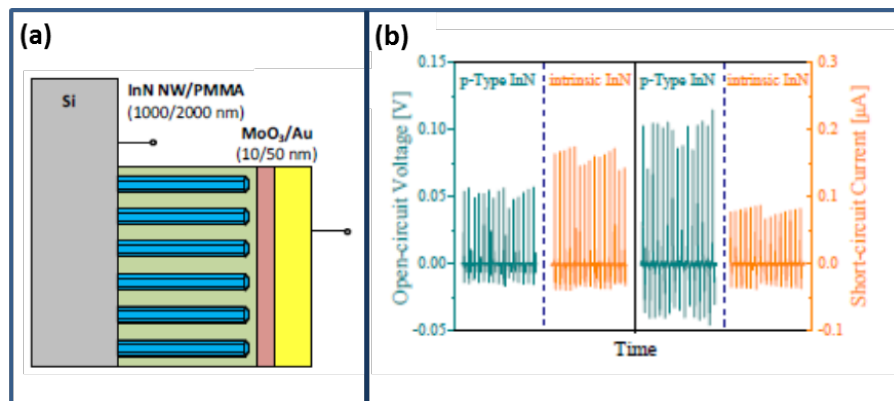 (a)
Si
InN NW/PMMA
(1000/2000 nm)
MoO₃/Au
(10/50 nm)
(b)
Open-circuit Voltage [V]
0.15
0.10
0.05
0.00
-0.05
p-Type InN
intrinsic InN
p-Type InN
intrinsic InN
0.3
0.2
0.1
0.0
-0.1
Short-circuit Current [µA]
Time